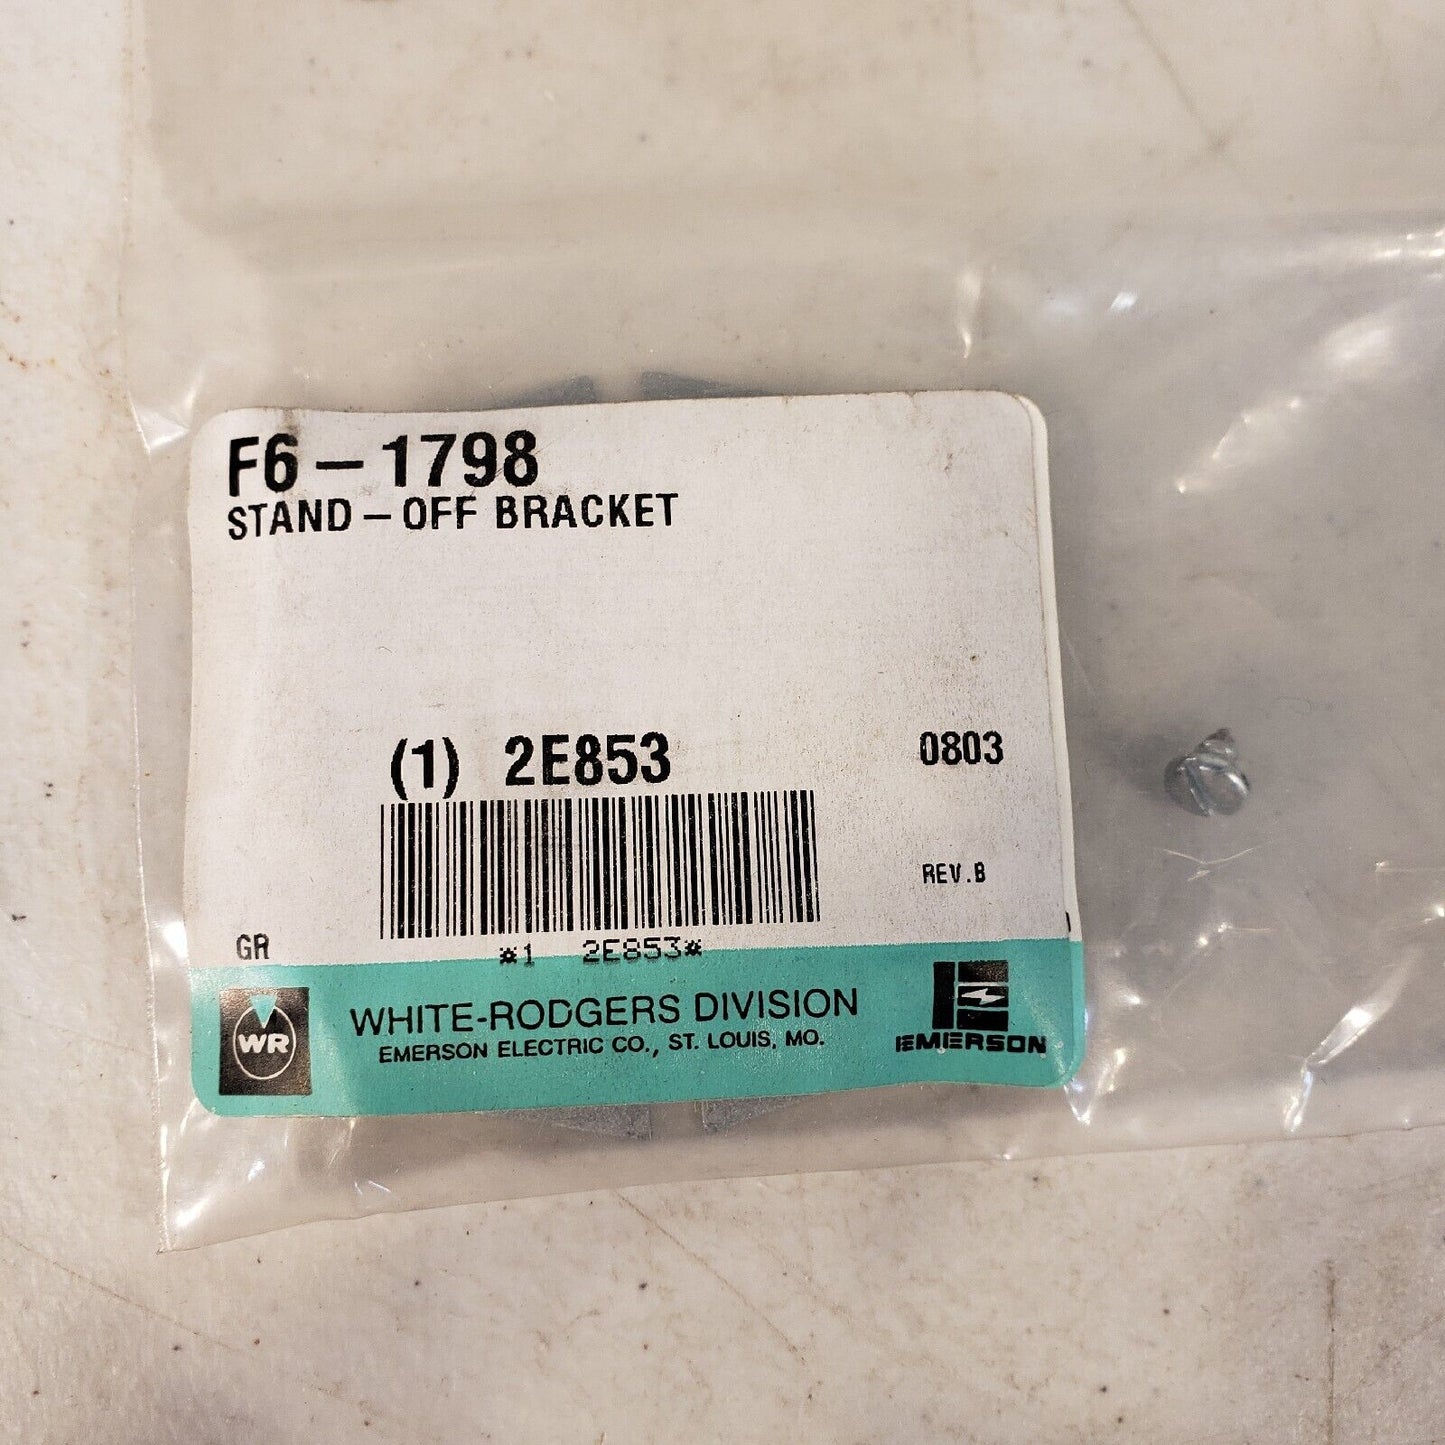 F6-1798
STAND-OFF BRACKET
(1) 2E853
0803
REV.B
GR
*1 2E853*
WR
WHITE-RODGERS DIVISION
EMERSON ELECTRIC CO., ST. LOUIS, MO.
EMERSON